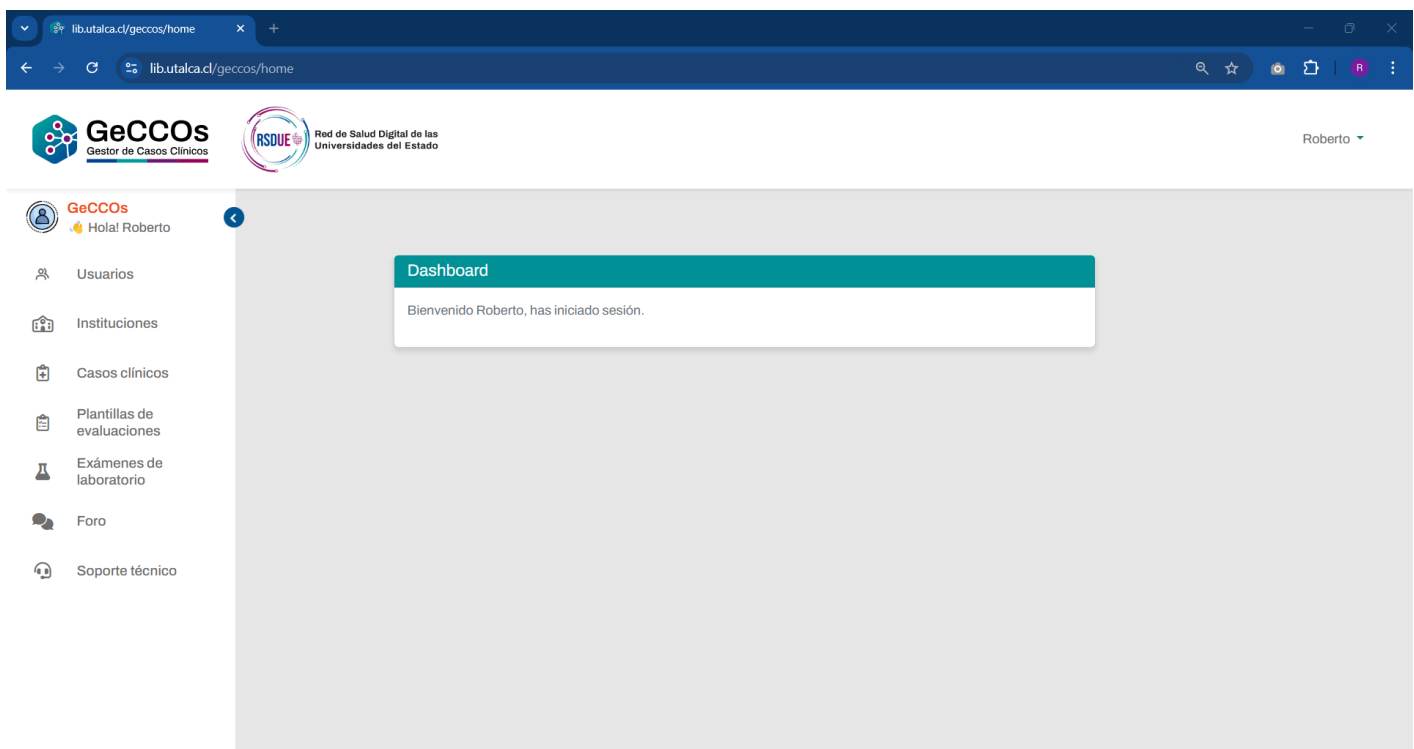 lib.utalca.cl/geccos/home
lib.utalca.cl/geccos/home
R
GeCCOs
Gestor de Casos Clínicos
RSDUE
Red de Salud Digital de las
Universidades del Estado
Roberto
GeCCOs
Hola! Roberto
Usuarios
Instituciones
Casos clínicos
Plantillas de
evaluaciones
Exámenes de
laboratorio
Foro
Soporte técnico
Dashboard
Bienvenido Roberto, has iniciado sesión.